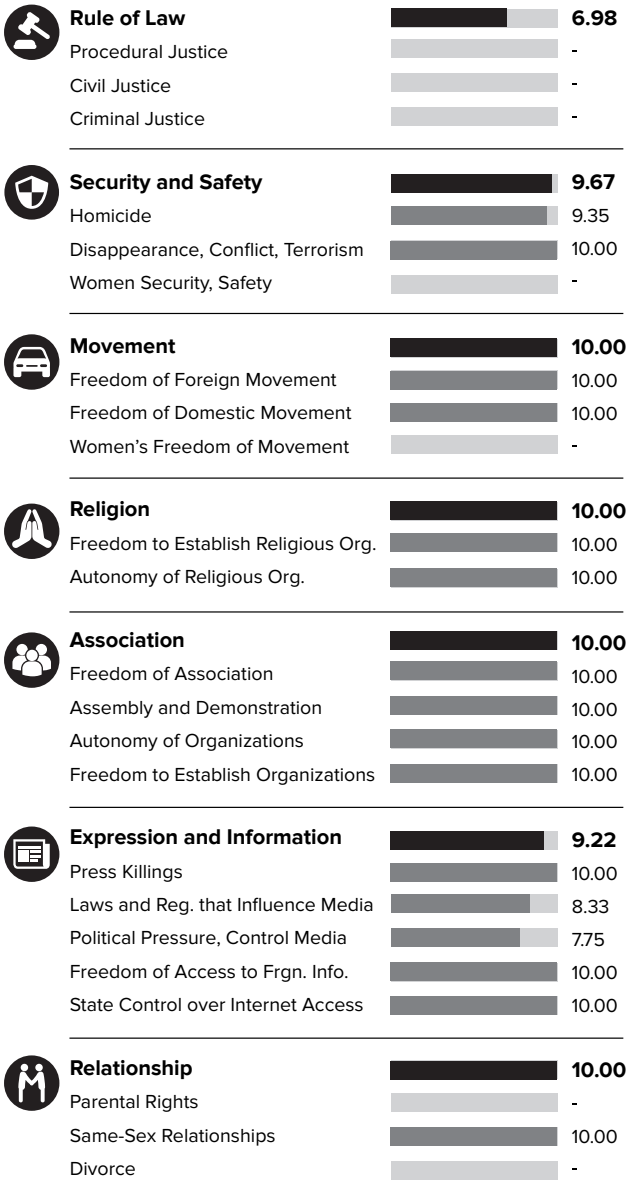 Rule of Law 6.98
Procedural Justice -
Civil Justice -
Criminal Justice -
Security and Safety 9.67
Homicide 9.35
Disappearance, Conflict, Terrorism 10.00
Women Security, Safety -
Movement 10.00
Freedom of Foreign Movement 10.00
Freedom of Domestic Movement 10.00
Women’s Freedom of Movement -
Religion 10.00
Freedom to Establish Religious Org. 10.00
Autonomy of Religious Org. 10.00
Association 10.00
Freedom of Association 10.00
Assembly and Demonstration 10.00
Autonomy of Organizations 10.00
Freedom to Establish Organizations 10.00
Expression and Information 9.22
Press Killings 10.00
Laws and Reg. that Influence Media 8.33
Political Pressure, Control Media 7.75
Freedom of Access to Frgn. Info. 10.00
State Control over Internet Access 10.00
Relationship 10.00
Parental Rights -
Same-Sex Relationships 10.00
Divorce -